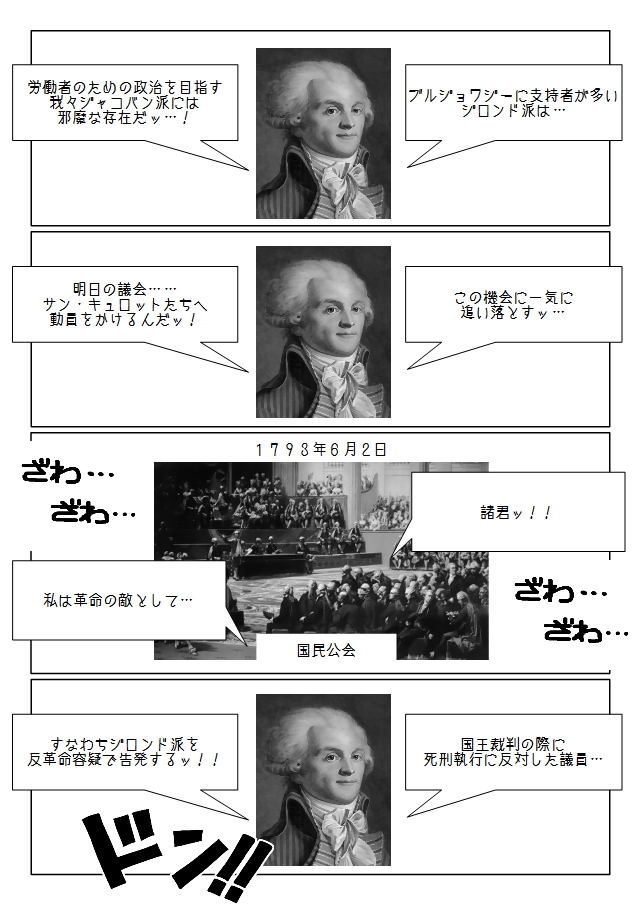 ブルジョワジーに支持者が多い
ジロンド派は…
労働者のための政治を目指す
我々ジャコバン派には
邪魔な存在だッ…！
この機会に一気に
追い落とすッ…
明日の議会……
サン・キュロットたちへ
動員をかけるんだッ！
1793年6月2日
ざわ…
ざわ…
諸君ッ！！
私は革命の敵として…
ざわ…
ざわ…
国民公会
国王裁判の際に
死刑執行に反対した議員…
すなわちジロンド派を
反革命容疑で告発するッ！！
ドン!!